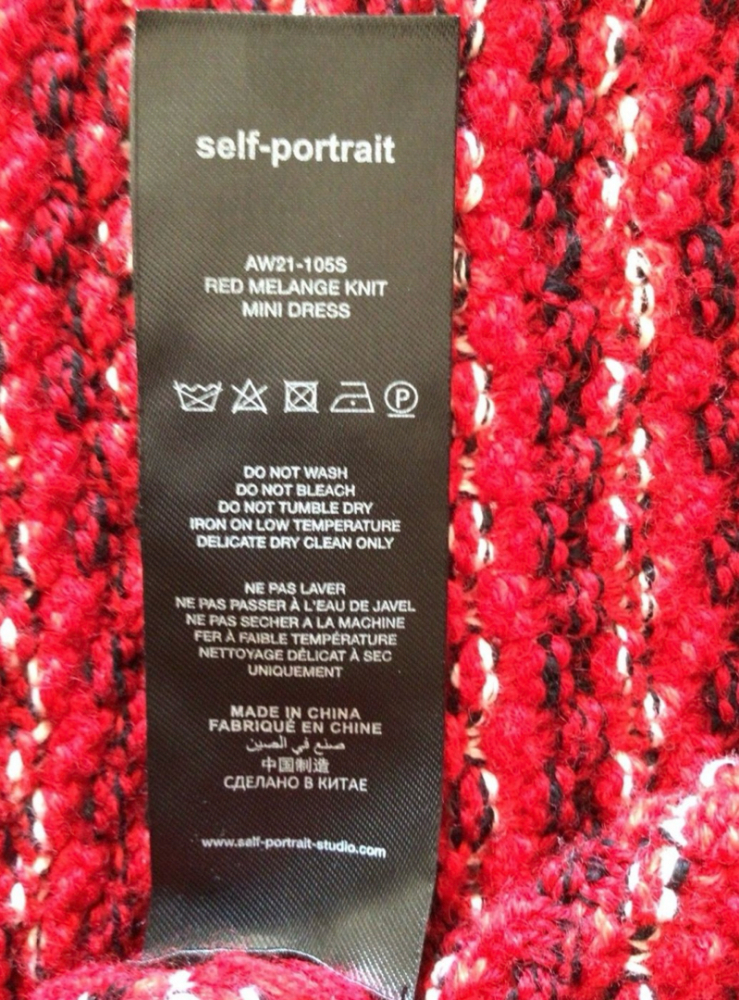 self-portrait
AW21-105S
RED MELANGE KNIT
MINI DRESS
P
DO NOT WASH
DO NOT BLEACH
DO NOT TUMBLE DRY
IRON ON LOW TEMPERATURE
DELICATE DRY CLEAN ONLY
NE PAS LAVER
NE PAS PASSER À L'EAU DE JAVEL
NE PAS SECHER A LA MACHINE
FER À FAIBLE TEMPÉRATURE
NETTOYAGE DÉLICAT À SEC
UNIQUEMENT
MADE IN CHINA
FABRIQUÉ EN CHINE
صنع في الصين
中国制造
СДЕЛАНО В КИТАЕ
www.self-portrait-studio.com